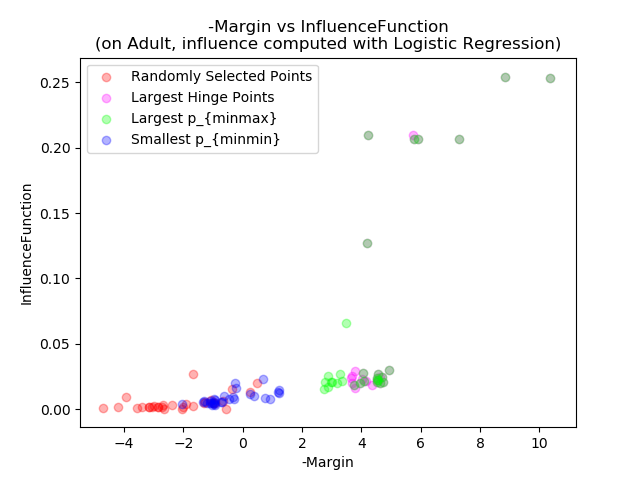 -Margin vs InfluenceFunction
(on Adult, influence computed with Logistic Regression)
Randomly Selected Points
Largest Hinge Points
Largest p_{minmax}
Smallest p_{minmin}
InfluenceFunction
0.25
0.20
0.15
0.10
0.05
0.00
−4 −2 0 2 4 6 8 10
-Margin